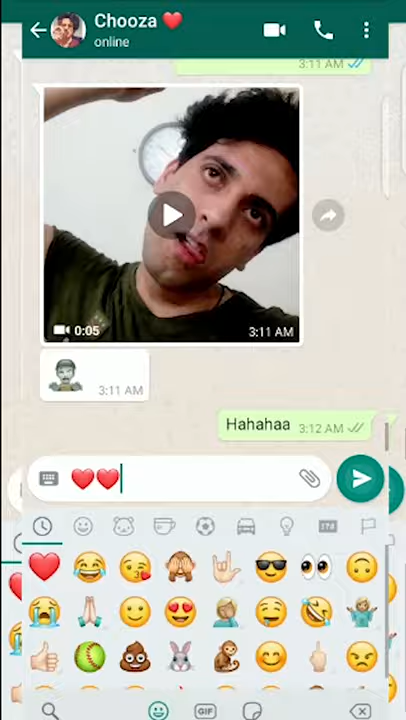 Chooza ❤️
online
3:11 AM
0:05
3:11 AM
3:11 AM
Hahahaa 3:12 AM
❤️❤️
GIF